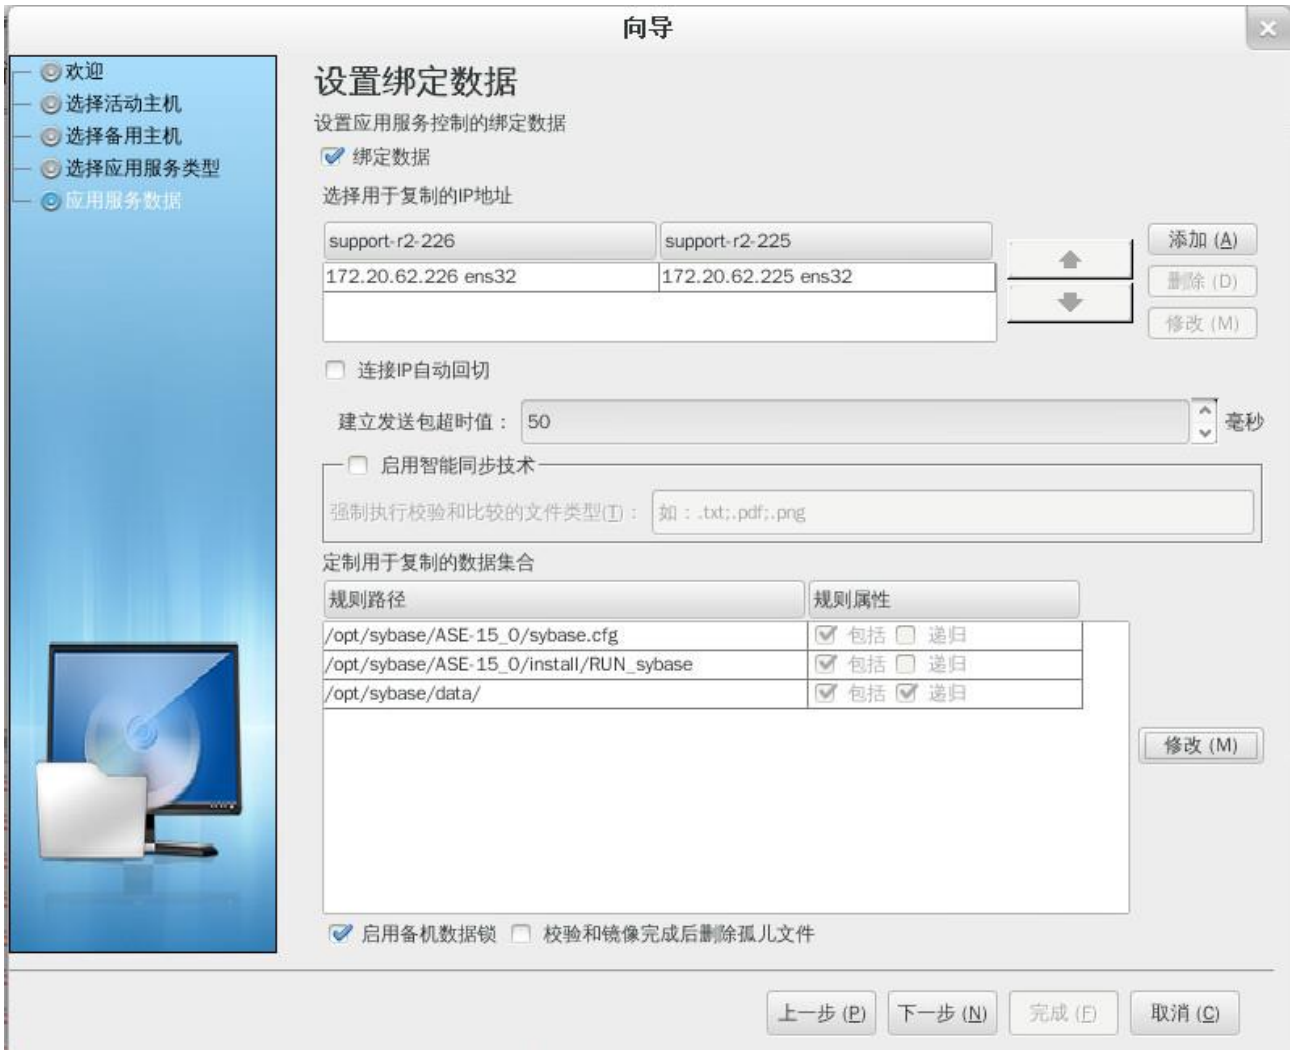 向导
欢迎
选择活动主机
选择备用主机
选择应用服务类型
应用服务数据
设置绑定数据
设置应用服务控制的绑定数据
绑定数据
选择用于复制的IP地址
support-r2-226 support-r2-225
172.20.62.226 ens32 172.20.62.225 ens32
添加 (A)
删除 (D)
修改 (M)
连接IP自动回切
建立发送包超时值： 50 毫秒
启用智能同步技术
强制执行校验和比较的文件类型(T)： 如：.txt;.pdf;.png
定制用于复制的数据集合
规则路径 规则属性
/opt/sybase/ASE-15_0/sybase.cfg 包括 递归
/opt/sybase/ASE-15_0/install/RUN_sybase 包括 递归
/opt/sybase/data/ 包括 递归
修改 (M)
启用备机数据锁 校验和镜像完成后删除孤儿文件
上一步 (P) 下一步 (N) 完成 (F) 取消 (C)